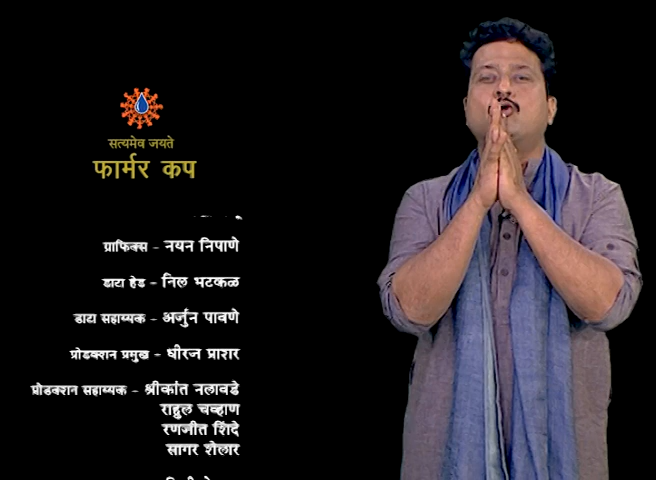 सत्यमेव जयते
फार्मर कप
ग्राफिक्स - नयन निपाणे
डाटा हेड - निल भटकळ
डाटा सहाय्यक - अर्जुन पावणे
प्रोडक्शन प्रमुख - धीरज प्राशर
प्रोडक्शन सहाय्यक - श्रीकांत नलावडे
राहुल चव्हाण
रणजीत शिंदे
सागर शेलार